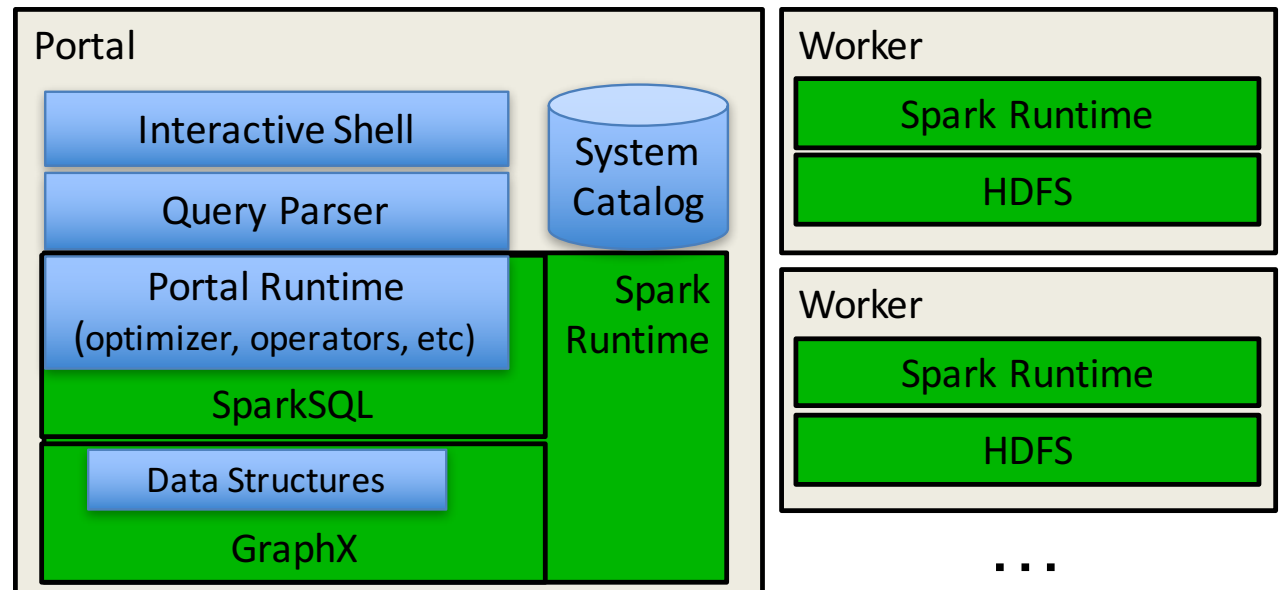 Portal
Interactive Shell
Query Parser
System
Catalog
Portal Runtime
(optimizer, operators, etc)
SparkSQL
Spark
Runtime
Data Structures
GraphX
Worker
Spark Runtime
HDFS
Worker
Spark Runtime
HDFS
...